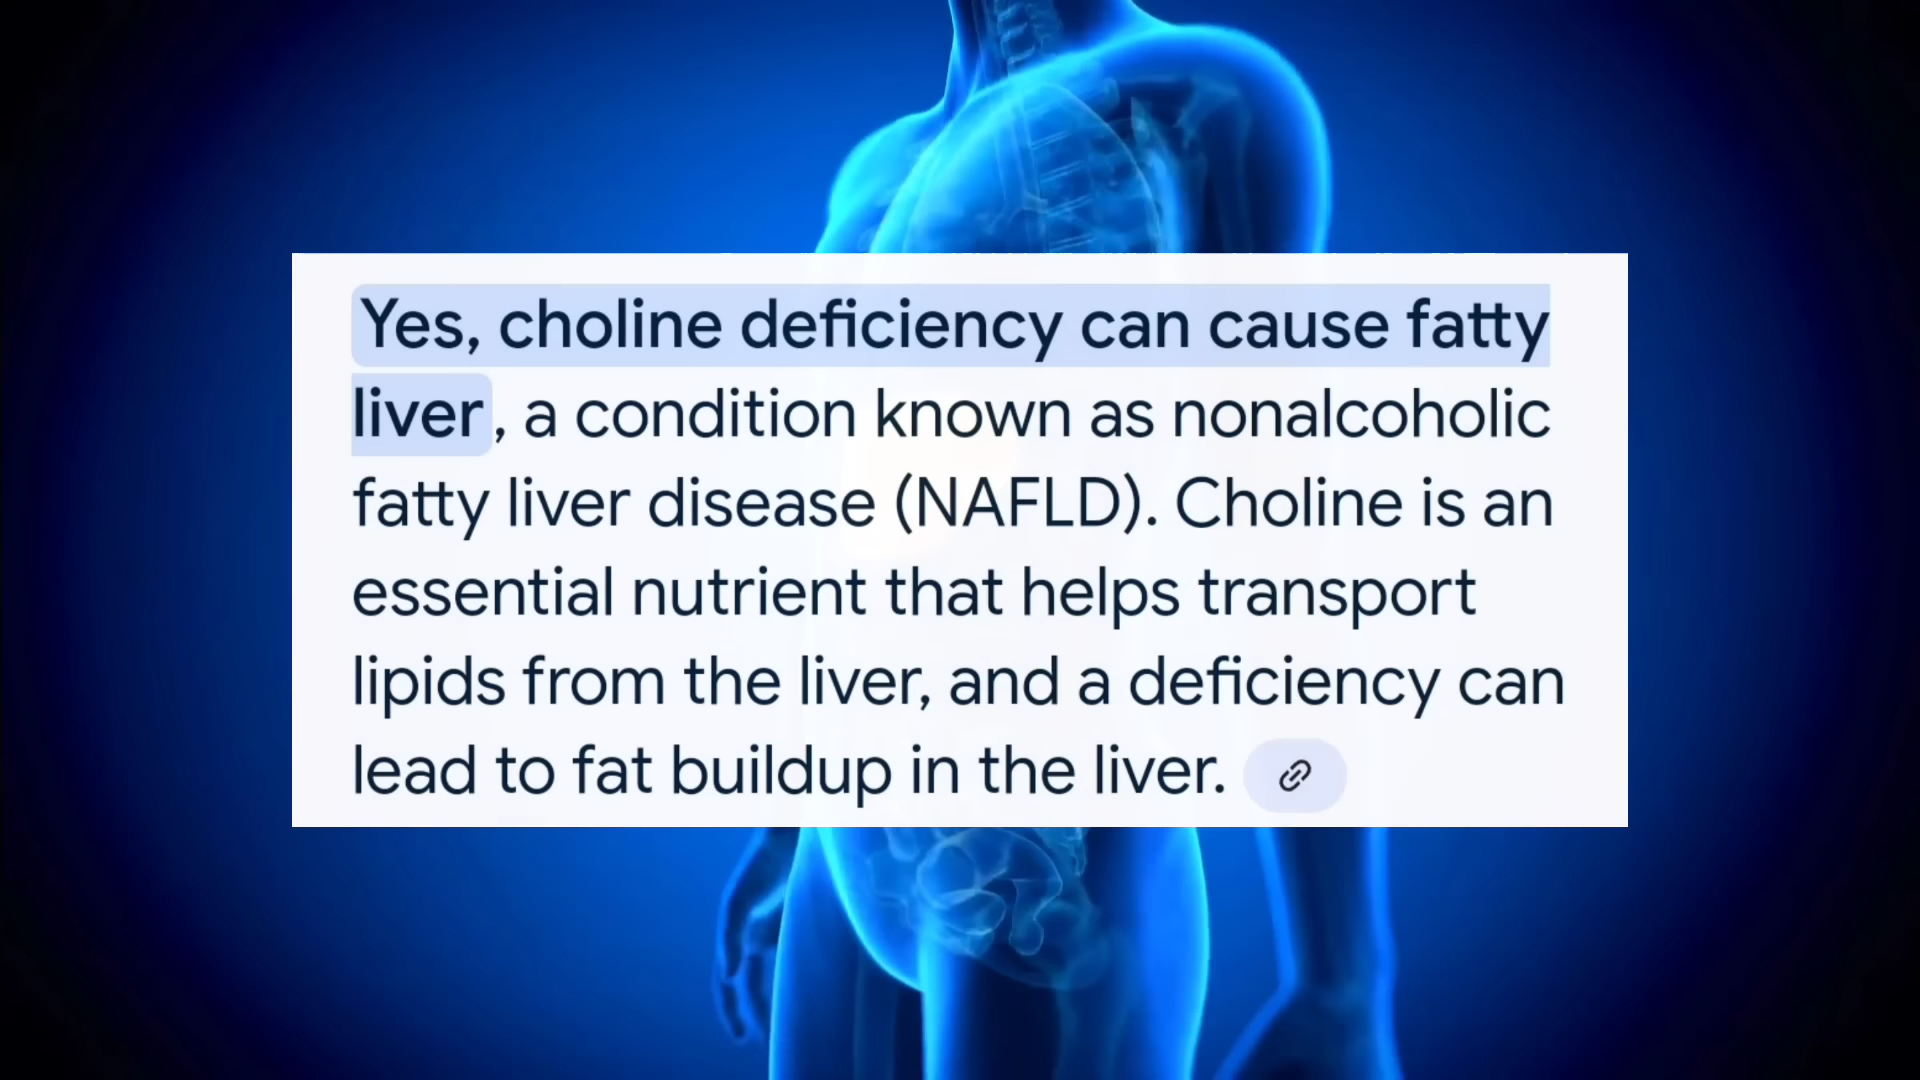 Yes, choline deficiency can cause fatty
liver, a condition known as nonalcoholic
fatty liver disease (NAFLD). Choline is an
essential nutrient that helps transport
lipids from the liver, and a deficiency can
lead to fat buildup in the liver.